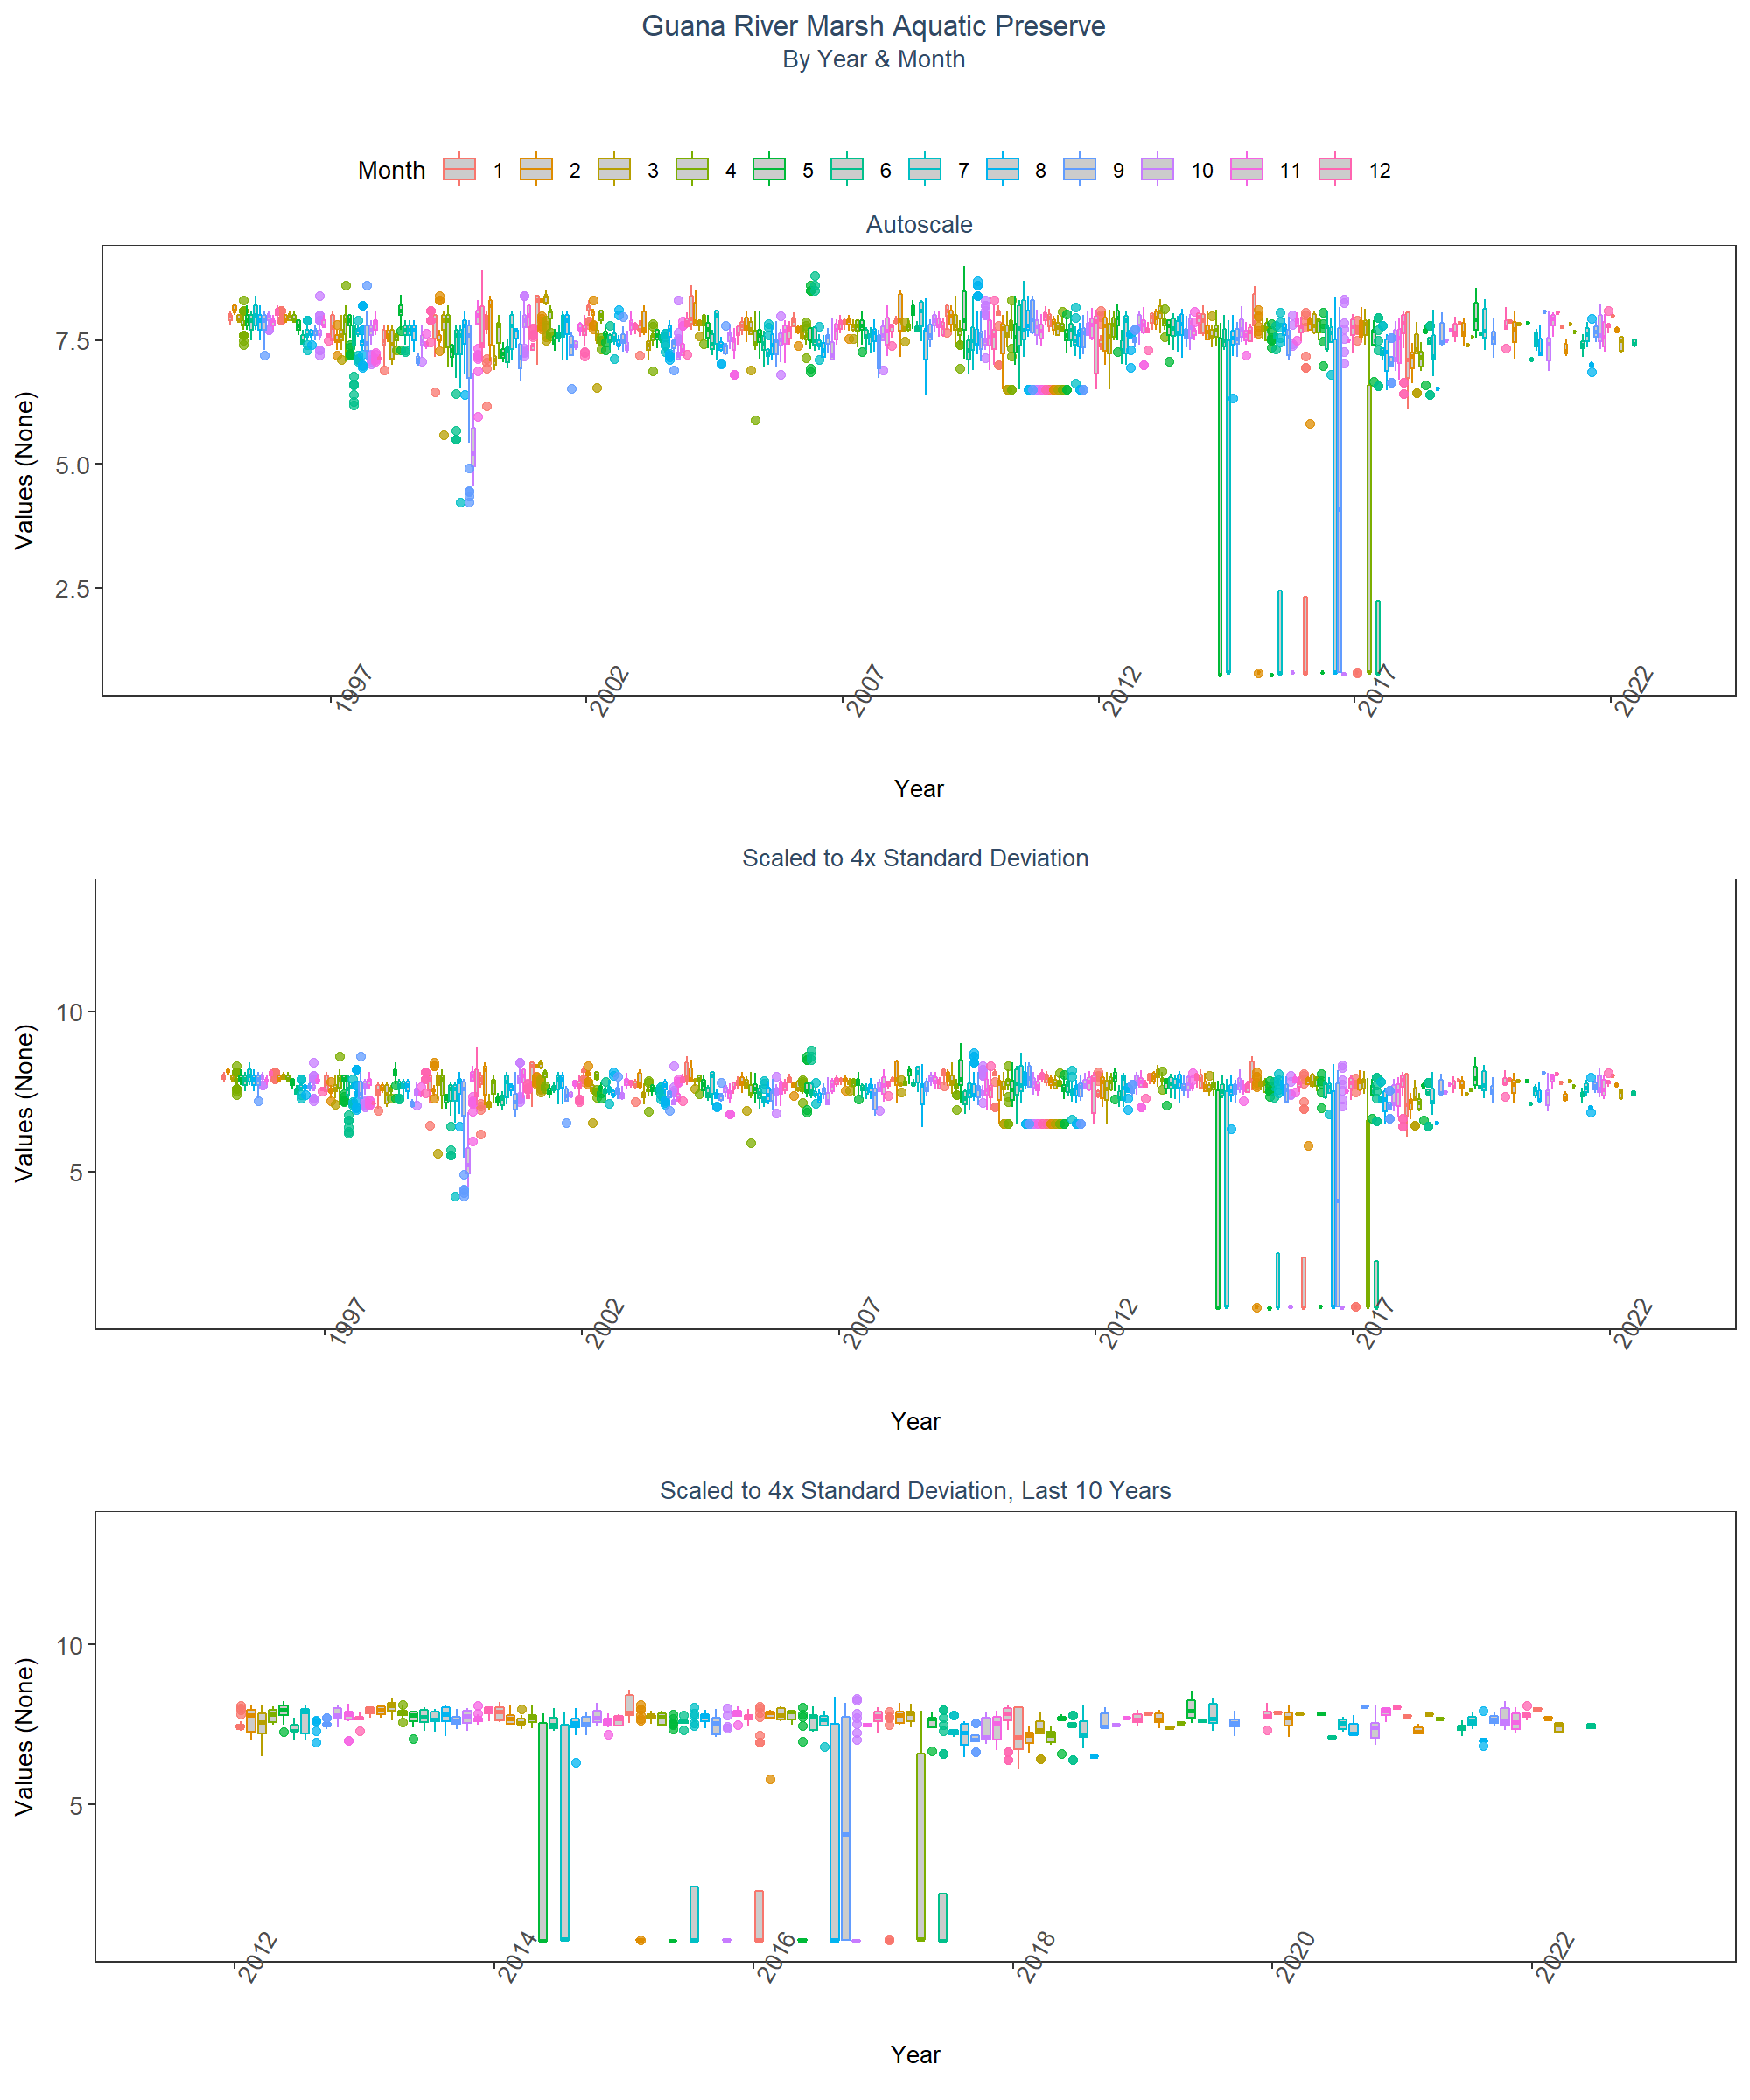 Guana River Marsh Aquatic Preserve
By Year & Month
Month 1 2 3 4 5 6 7 8 9 10 11 12
Autoscale
Values (None)
7.5
5.0
2.5
1997 2002 2007 2012 2017 2022
Year
Scaled to 4x Standard Deviation
Values (None)
10
5
1997 2002 2007 2012 2017 2022
Year
Scaled to 4x Standard Deviation, Last 10 Years
Values (None)
10
5
2012 2014 2016 2018 2020 2022
Year